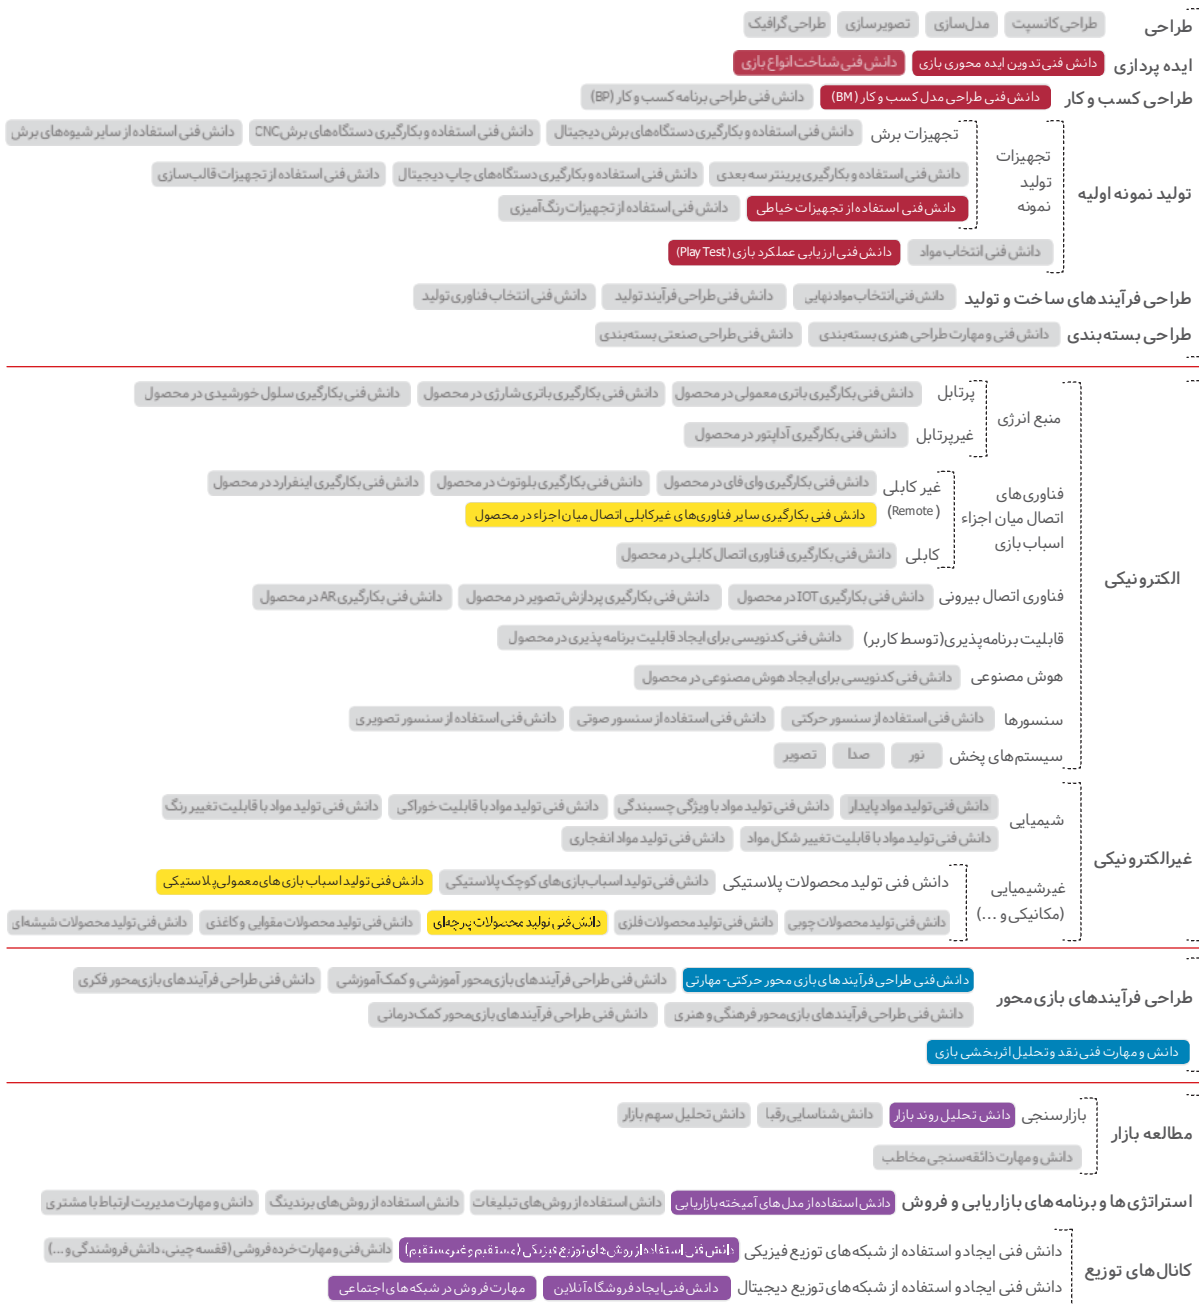 طراحی طراحی کانسپت مدل‌سازی تصویرسازی طراحی گرافیک
ایده پردازی دانش فنی تدوین ایده محوری بازی دانش فنی شناخت انواع بازی
طراحی کسب و کار دانش فنی طراحی مدل کسب و کار (BM) دانش فنی طراحی برنامه کسب و کار (BP)
تولید نمونه اولیه
تجهیزات تولید نمونه
تجهیزات برش دانش فنی استفاده و بکارگیری دستگاه‌های برش دیجیتال دانش فنی استفاده و بکارگیری دستگاه‌های برش CNC دانش فنی استفاده از سایر شیوه‌های برش
دانش فنی استفاده و بکارگیری پرینتر سه بعدی دانش فنی استفاده و بکارگیری دستگاه‌های چاپ دیجیتال دانش فنی استفاده از تجهیزات قالب‌سازی
دانش فنی استفاده از تجهیزات خیاطی دانش فنی استفاده از تجهیزات رنگ‌آمیزی
دانش فنی انتخاب مواد دانش فنی ارزیابی عملکرد بازی (Play Test)
طراحی فرآیندهای ساخت و تولید دانش فنی انتخاب مواد نهایی دانش فنی طراحی فرآیند تولید دانش فنی انتخاب فناوری تولید
طراحی بسته‌بندی دانش فنی و مهارت طراحی هنری بسته‌بندی دانش فنی طراحی صنعتی بسته‌بندی
الکترونیکی
منبع انرژی
پرتابل دانش فنی بکارگیری باتری معمولی در محصول دانش فنی بکارگیری باتری شارژی در محصول دانش فنی بکارگیری سلول خورشیدی در محصول
غیرپرتابل دانش فنی بکارگیری آداپتور در محصول
فناوری‌های اتصال میان اجزاء اسباب بازی
غیر کابلی (Remote) دانش فنی بکارگیری وای فای در محصول دانش فنی بکارگیری بلوتوث در محصول دانش فنی بکارگیری اینفرارد در محصول
دانش فنی بکارگیری سایر فناوری‌های غیرکابلی اتصال میان اجزاء در محصول
کابلی دانش فنی بکارگیری فناوری اتصال کابلی در محصول
فناوری اتصال بیرونی دانش فنی بکارگیری IOT در محصول دانش فنی بکارگیری پردازش تصویر در محصول دانش فنی بکارگیری AR در محصول
قابلیت برنامه‌پذیری (توسط کاربر) دانش فنی کدنویسی برای ایجاد قابلیت برنامه پذیری در محصول
هوش مصنوعی دانش فنی کدنویسی برای ایجاد هوش مصنوعی در محصول
سنسورها دانش فنی استفاده از سنسور حرکتی دانش فنی استفاده از سنسور صوتی دانش فنی استفاده از سنسور تصویری
سیستم‌های پخش نور صدا تصویر
غیرالکترونیکی
شیمیایی دانش فنی تولید مواد پایدار دانش فنی تولید مواد با ویژگی چسبندگی دانش فنی تولید مواد با قابلیت خوراکی دانش فنی تولید مواد با قابلیت تغییر رنگ
دانش فنی تولید مواد با قابلیت تغییر شکل مواد دانش فنی تولید مواد انفجاری
غیرشیمیایی (مکانیکی و ...)
دانش فنی تولید محصولات پلاستیکی دانش فنی تولید اسباب‌بازی‌های کوچک پلاستیکی دانش فنی تولید اسباب بازی های معمولی پلاستیکی
دانش فنی تولید محصولات چوبی دانش فنی تولید محصولات فلزی دانش فنی تولید محصولات پارچه‌ای دانش فنی تولید محصولات مقوایی و کاغذی دانش فنی تولید محصولات شیشه‌ای
طراحی فرآیندهای بازی‌محور
دانش فنی طراحی فرآیندهای بازی محور حرکتی- مهارتی دانش فنی طراحی فرآیندهای بازی‌محور آموزشی و کمک‌آموزشی دانش فنی طراحی فرآیندهای بازی‌محور فکری
دانش فنی طراحی فرآیندهای بازی‌محور فرهنگی و هنری دانش فنی طراحی فرآیندهای بازی‌محور کمک‌درمانی
دانش و مهارت فنی نقد و تحلیل اثربخشی بازی
مطالعه بازار
بازارسنجی دانش تحلیل روند بازار دانش شناسایی رقبا دانش تحلیل سهم بازار
دانش و مهارت ذائقه‌سنجی مخاطب
استراتژی‌ها و برنامه‌های بازاریابی و فروش دانش استفاده از مدل‌های آمیخته بازاریابی دانش استفاده از روش‌های تبلیغات دانش استفاده از روش‌های برندینگ دانش و مهارت مدیریت ارتباط با مشتری
کانال‌های توزیع
دانش فنی ایجاد و استفاده از شبکه‌های توزیع فیزیکی دانش فنی استفاده از روش‌های توزیع فیزیکی (مستقیم و غیرمستقیم) دانش فنی و مهارت خرده فروشی (قفسه چینی، دانش فروشندگی و ...)
دانش فنی ایجاد و استفاده از شبکه‌های توزیع دیجیتال دانش فنی ایجاد فروشگاه آنلاین مهارت فروش در شبکه‌های اجتماعی